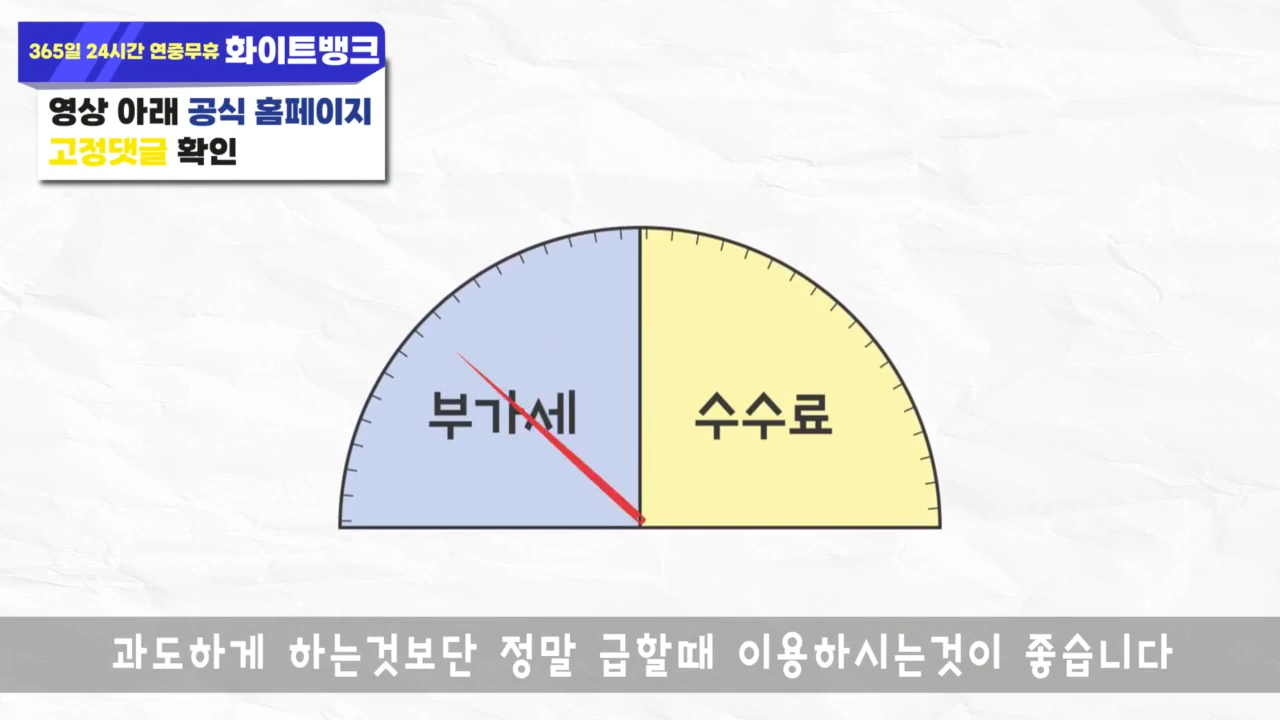 365일 24시간 연중무휴 화이트뱅크
영상 아래 공식 홈페이지
고정댓글 확인
부가세
수수료
과도하게 하는것보단 정말 급할때 이용하시는것이 좋습니다